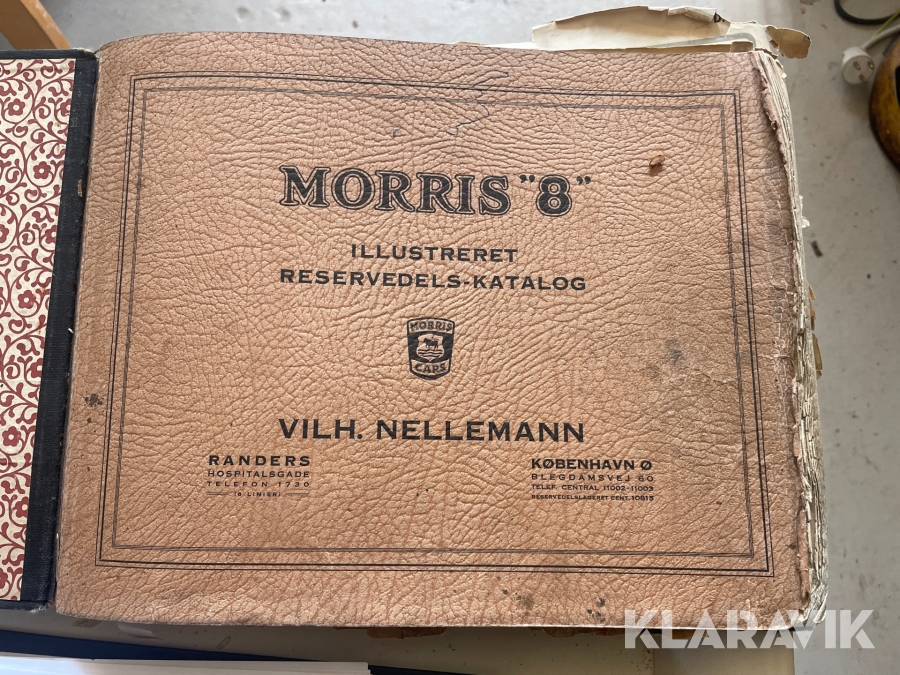 MORRIS "8"
ILLUSTRERET
RESERVEDELS-KATALOG
MORRIS
CARS
VILH. NELLEMANN
RANDERS
HOSPITALSGADE
TELEFON 1730
(6 LINIER)
KØBENHAVN Ø
BLEGDAMSVEJ 60
TELEF. CENTRAL 11002-11003
RESERVEDELSLAGERET CENT. 10815
KLARAVIK